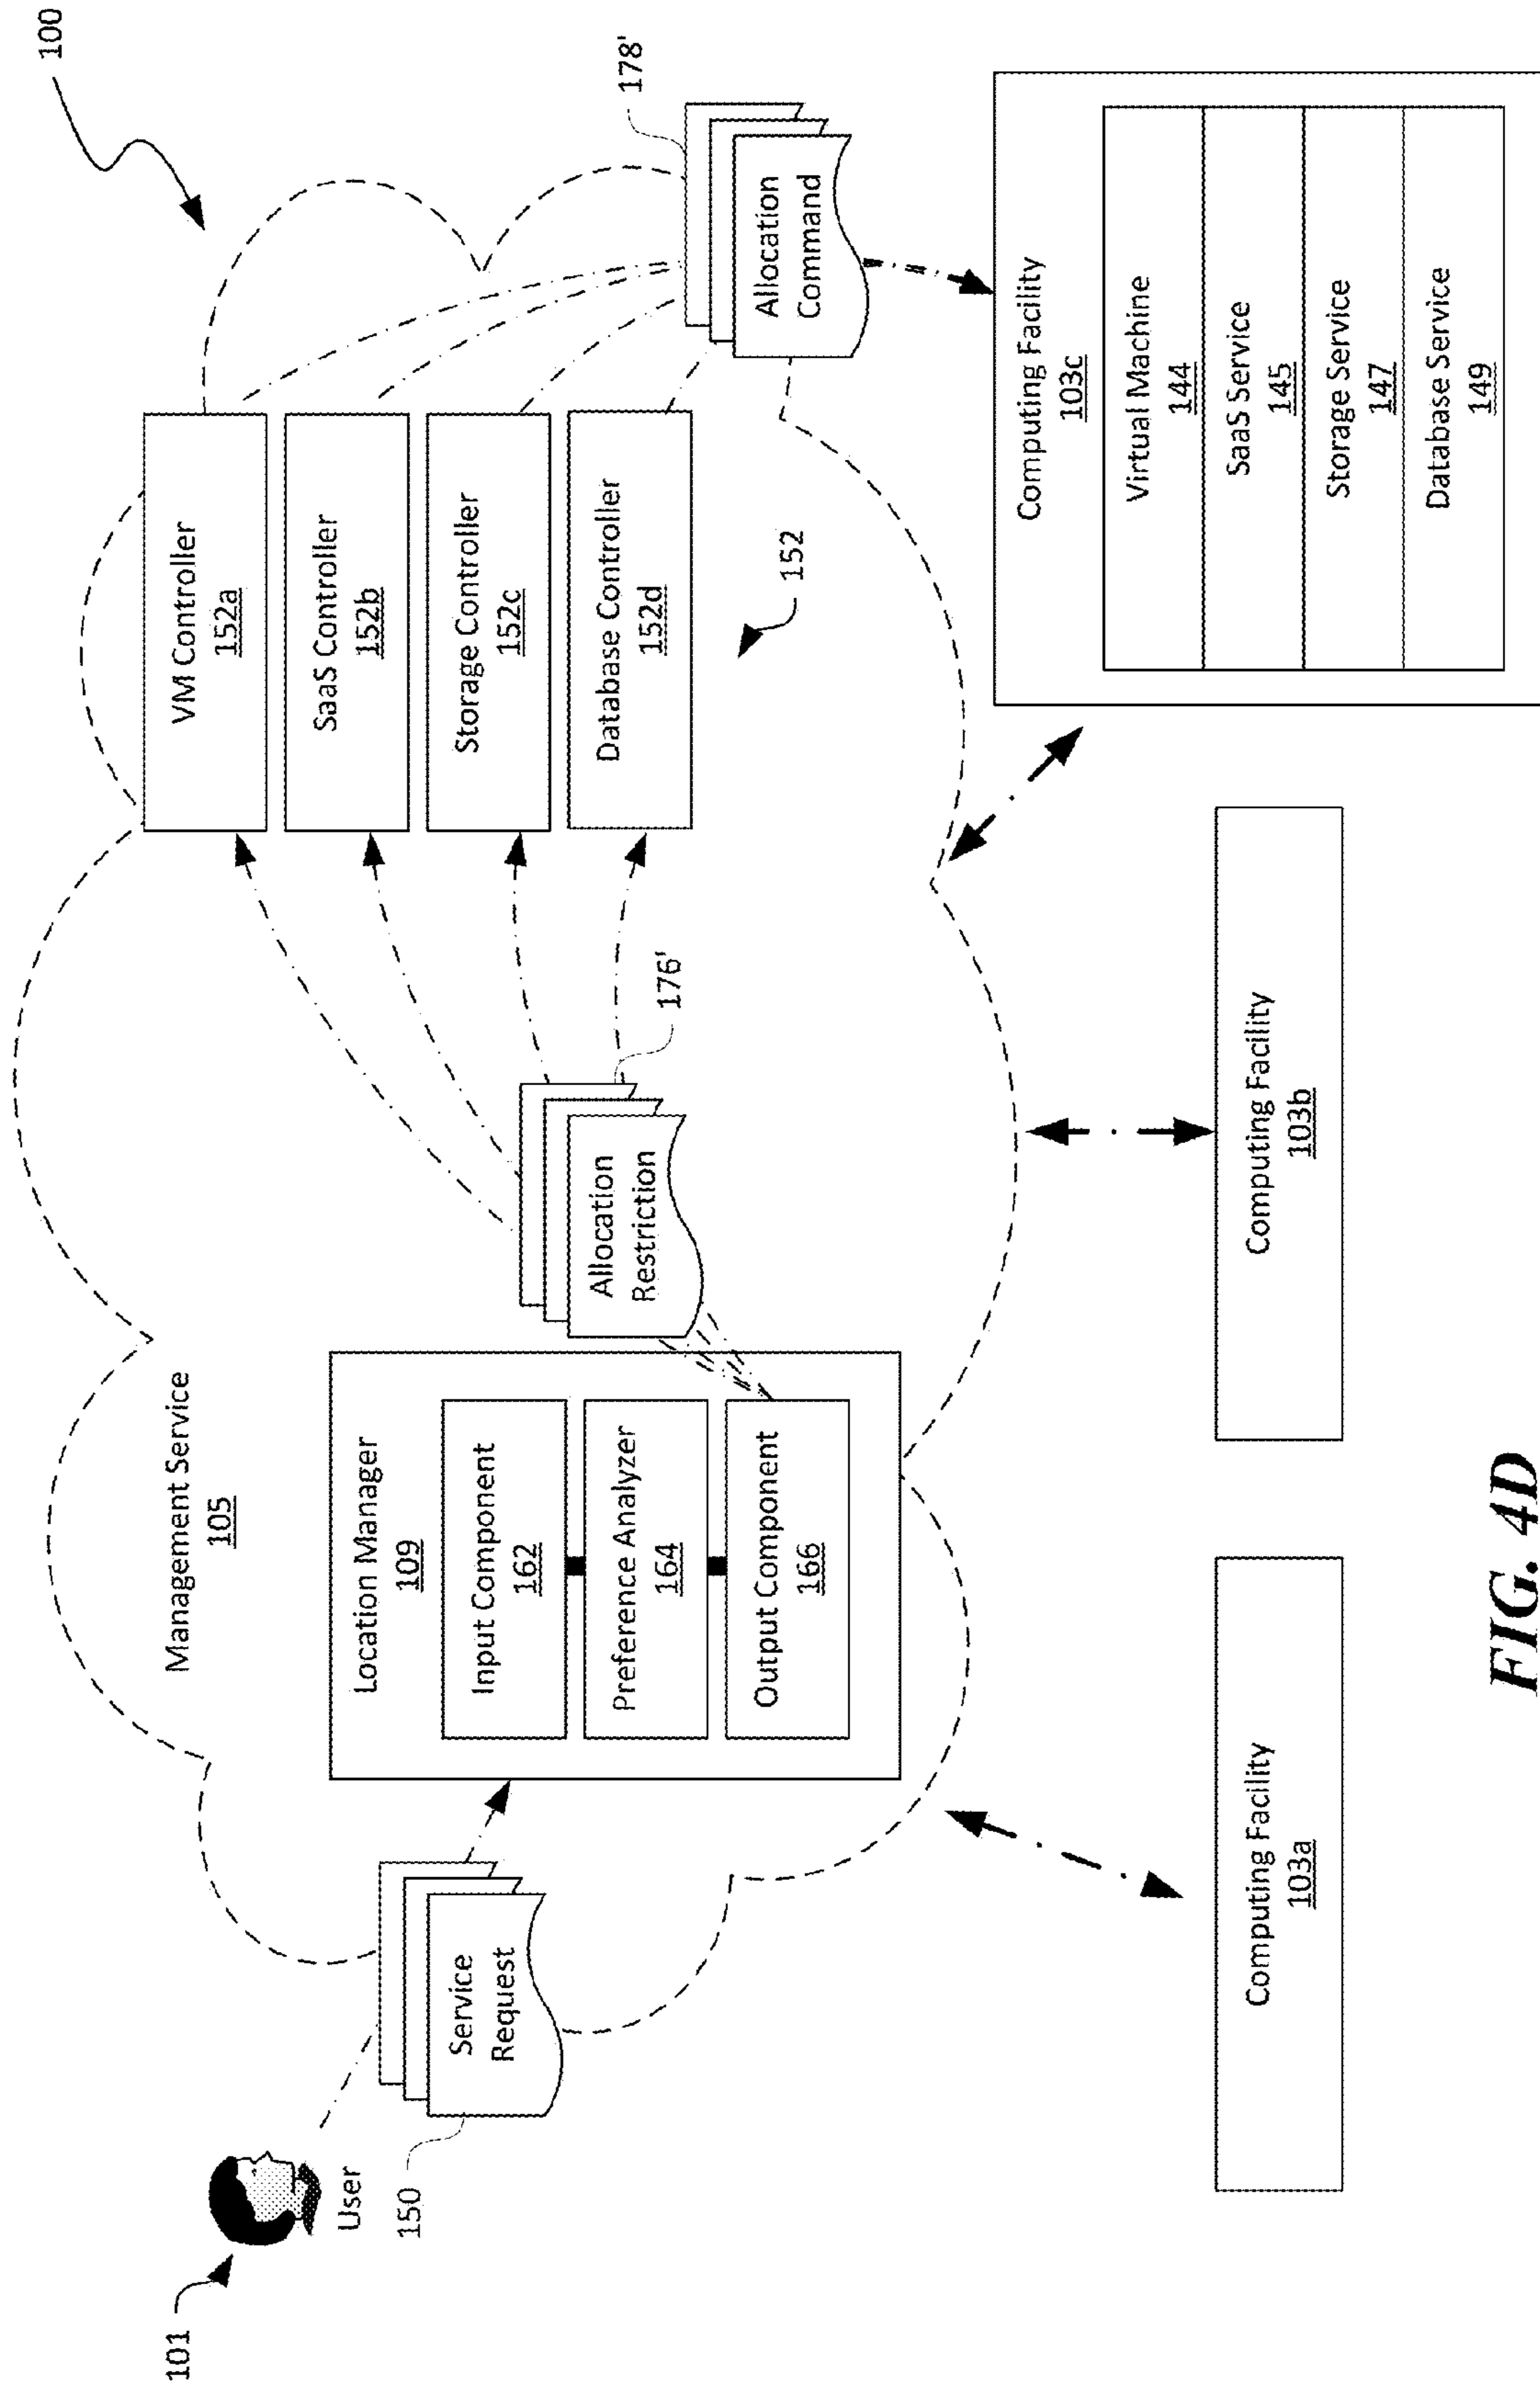 100
101
User
150
Service
Request
Management Service
105
Location Manager
109
Input Component
162
Preference Analyzer
164
Output Component
166
Allocation
Restriction
176'
VM Controller
152a
SaaS Controller
152b
Storage Controller
152c
Database Controller
152d
152
178'
Allocation
Command
Computing Facility
103a
Computing Facility
103b
Computing Facility
103c
Virtual Machine
144
SaaS Service
145
Storage Service
147
Database Service
149
FIG. 4D